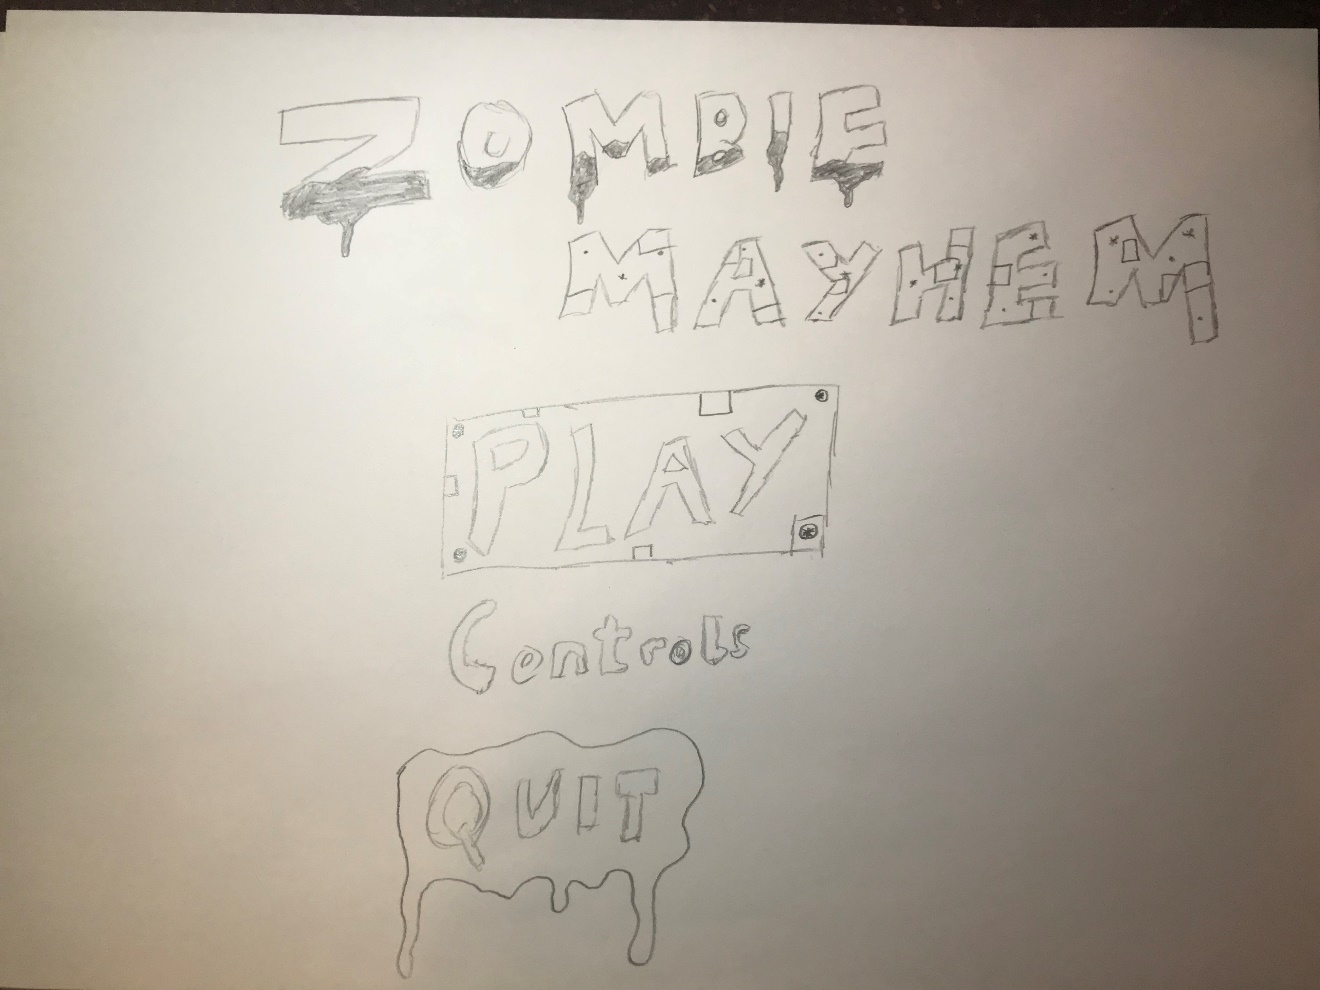 ZOMBIE
MAYHEM
PLAY
Controls
QUIT